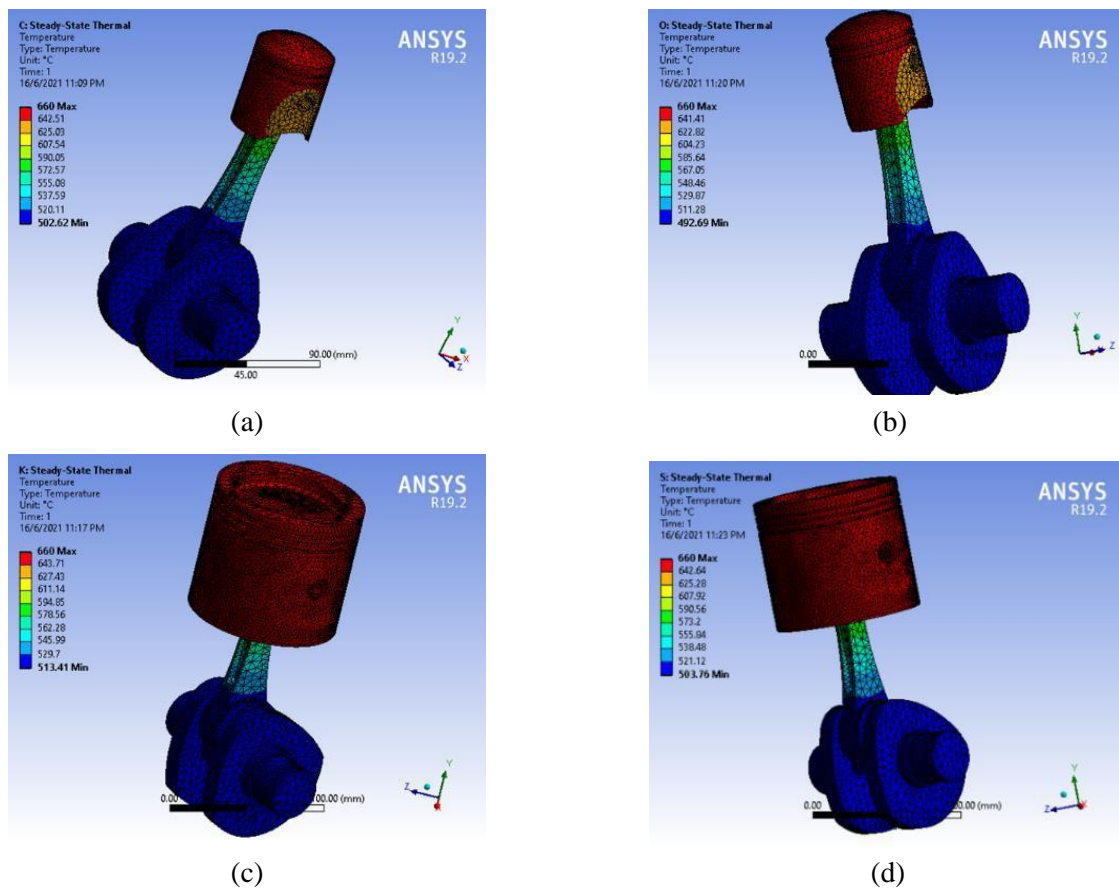 C: Steady-State Thermal
Temperature
Type: Temperature
Unit: °C
Time: 1
16/6/2021 11:09 PM
660 Max
642.51
625.03
607.54
590.05
572.57
555.08
537.59
520.11
502.62 Min
ANSYS
R19.2
90.00 (mm)
45.00
Y
X
Z
(a)
O: Steady-State Thermal
Temperature
Type: Temperature
Unit: °C
Time: 1
16/6/2021 11:20 PM
660 Max
641.41
622.82
604.23
585.64
567.05
548.46
529.87
511.28
492.69 Min
ANSYS
R19.2
0.00
Y
Z
(b)
K: Steady-State Thermal
Temperature
Type: Temperature
Unit: °C
Time: 1
16/6/2021 11:17 PM
660 Max
643.71
627.43
611.14
594.85
578.56
562.28
545.99
529.7
513.41 Min
ANSYS
R19.2
0.00
00.00 (mm)
Y
Z
X
(c)
S: Steady-State Thermal
Temperature
Type: Temperature
Unit: °C
Time: 1
16/6/2021 11:23 PM
660 Max
642.64
625.28
607.92
590.56
573.2
555.84
538.48
521.12
503.76 Min
ANSYS
R19.2
0.00
00.00 (mm)
Y
Z
X
(d)